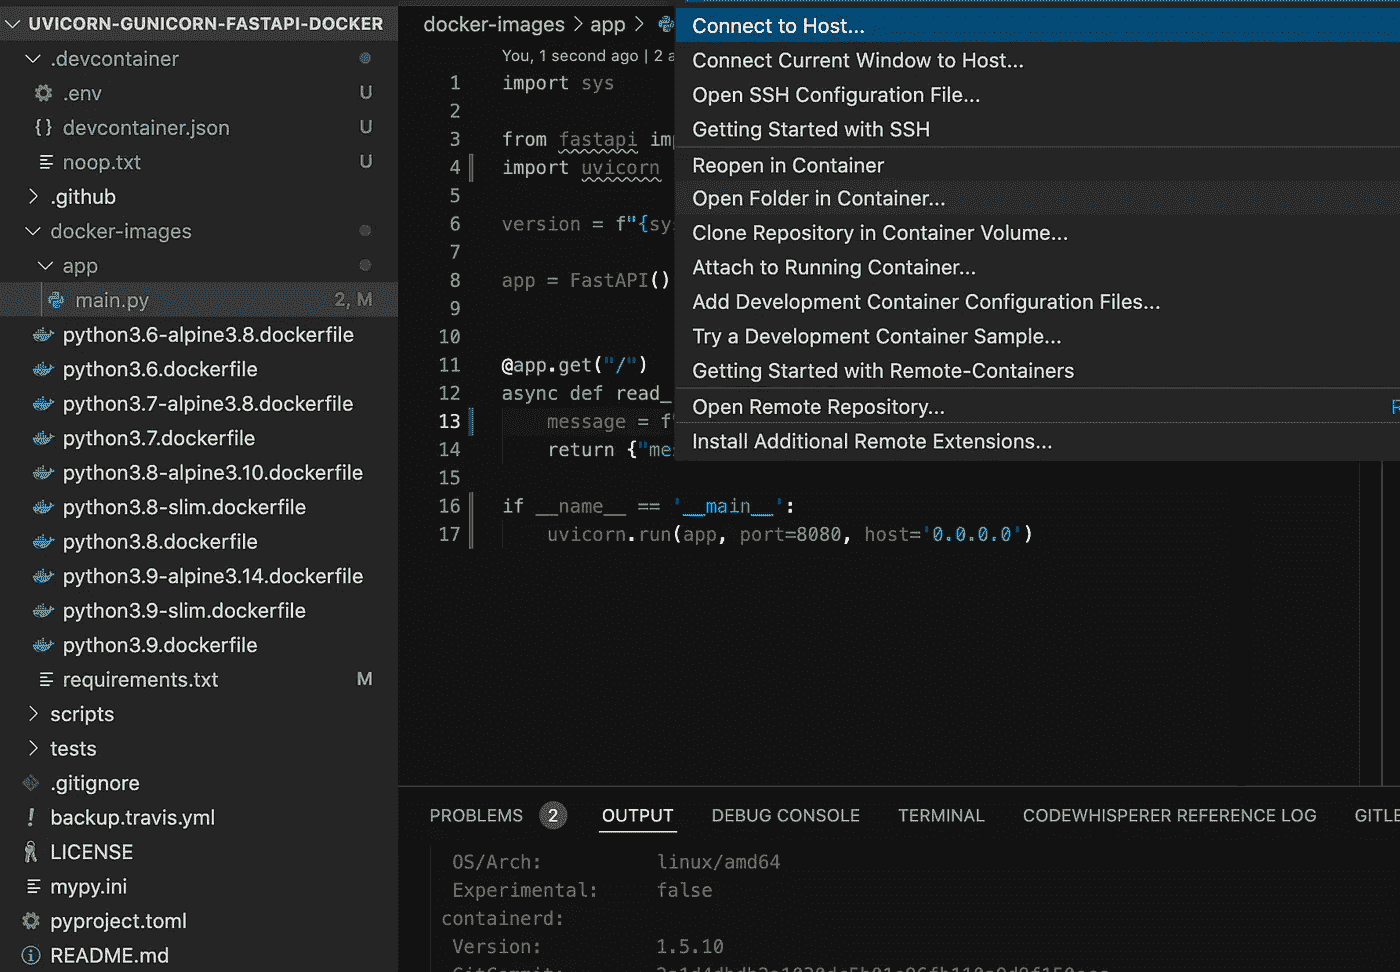 UVICORN-GUNICORN-FASTAPI-DOCKER
.devcontainer
.env U
devcontainer.json U
noop.txt U
.github
docker-images
app
main.py 2, M
python3.6-alpine3.8.dockerfile
python3.6.dockerfile
python3.7-alpine3.8.dockerfile
python3.7.dockerfile
python3.8-alpine3.10.dockerfile
python3.8-slim.dockerfile
python3.8.dockerfile
python3.9-alpine3.14.dockerfile
python3.9-slim.dockerfile
python3.9.dockerfile
requirements.txt M
scripts
tests
.gitignore
backup.travis.yml
LICENSE
mypy.ini
pyproject.toml
README.md
docker-images > app >
You, 1 second ago | 2 a
1 import sys
2
3 from fastapi im
4 import uvicorn
5
6 version = f"{sy
7
8 app = FastAPI()
9
10
11 @app.get("/")
12 async def read_
13 message = f
14 return {"me
15
16 if __name__ == '__main__':
17 uvicorn.run(app, port=8080, host='0.0.0.0')
Connect to Host...
Connect Current Window to Host...
Open SSH Configuration File...
Getting Started with SSH
Reopen in Container
Open Folder in Container...
Clone Repository in Container Volume...
Attach to Running Container...
Add Development Container Configuration Files...
Try a Development Container Sample...
Getting Started with Remote-Containers
Open Remote Repository...
Install Additional Remote Extensions...
PROBLEMS 2 OUTPUT DEBUG CONSOLE TERMINAL CODEWHISPERER REFERENCE LOG GITLE
OS/Arch: linux/amd64
Experimental: false
containerd:
Version: 1.5.10